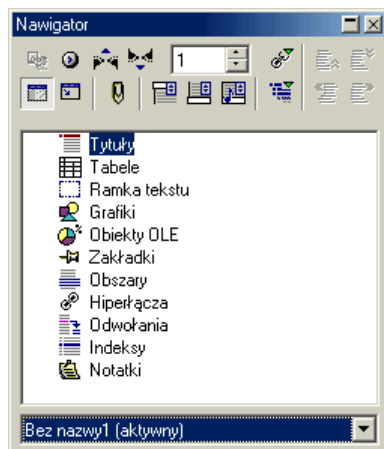 Nawigator
1
Tytuły
Tabele
Ramka tekstu
Grafiki
Obiekty OLE
Zakładki
Obszary
Hiperłącza
Odwołania
Indeksy
Notatki
Bez nazwy1 (aktywny)